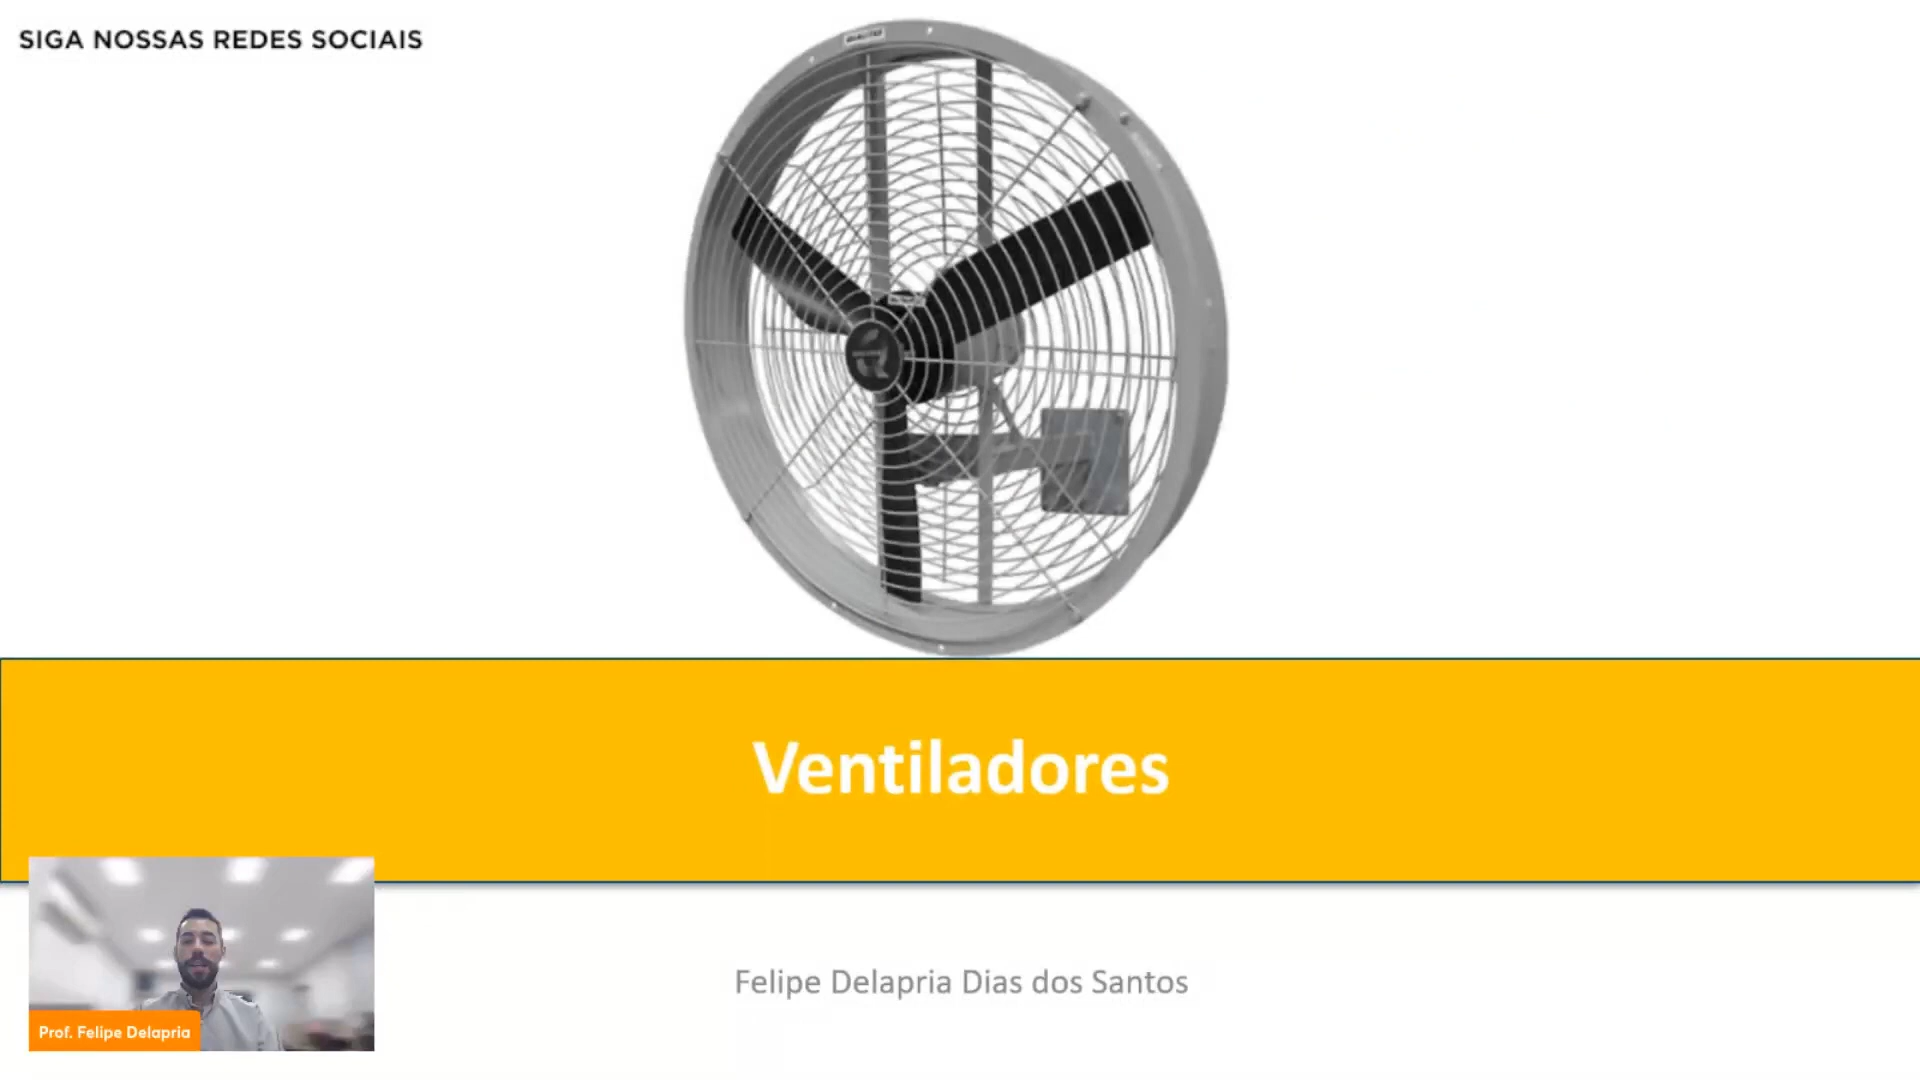 SIGA NOSSAS REDES SOCIAIS
Ventiladores
Felipe Delapria Dias dos Santos
Prof. Felipe Delapria